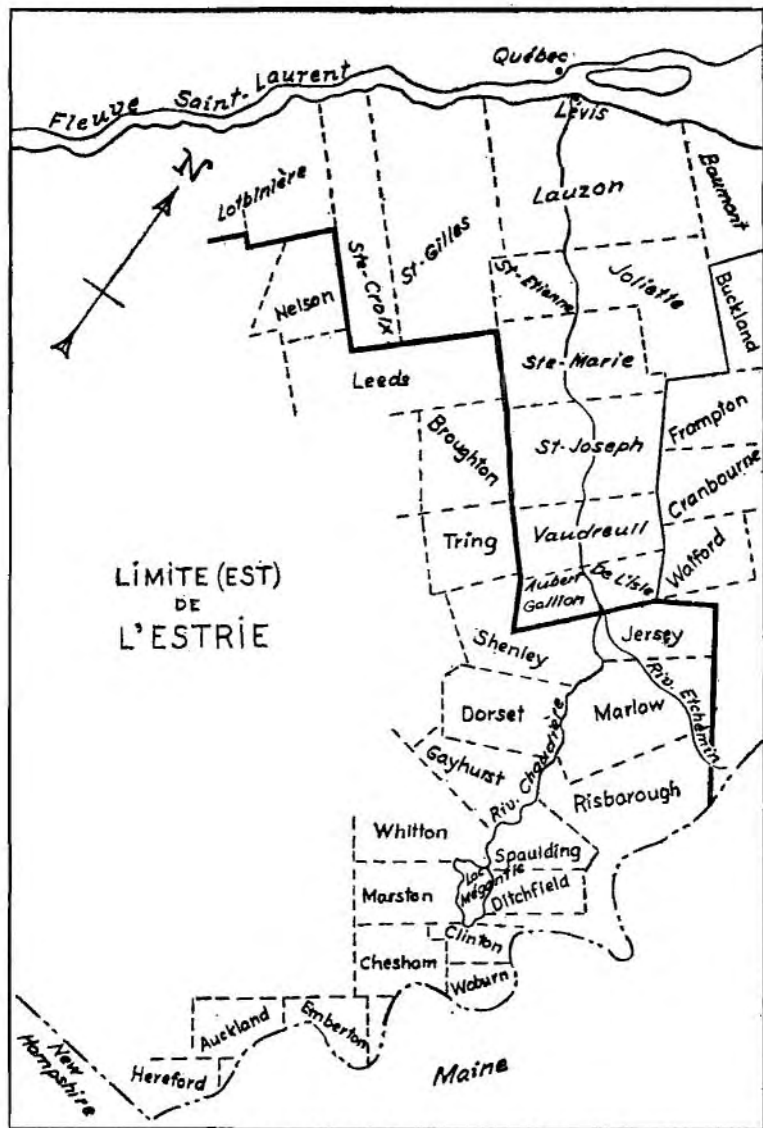 Québec
Fleuve Saint-Laurent
Lévis
N
Lotbinière
Ste-Croix
St-Gilles
Lauzon
Baumont
St-Etienne
Joliette
Buckland
Nelson
Leeds
Ste-Marie
Broughton
St-Joseph
Frampton
Cranbourne
Tring
Vaudreuil
Watford
LIMITE (EST)
DE
L'ESTRIE
Aubert
Gallion
De L'isle
Shenley
Jersey
Riv. Etchemin
Dorset
Riv. Chaudière
Marlow
Gayhurst
Risborough
Whitton
Spaulding
Lac
Mégantic
Marston
Ditchfield
Clinton
Chesham
Woburn
Auckland
Emberton
Hereford
New
Hampshire
Maine